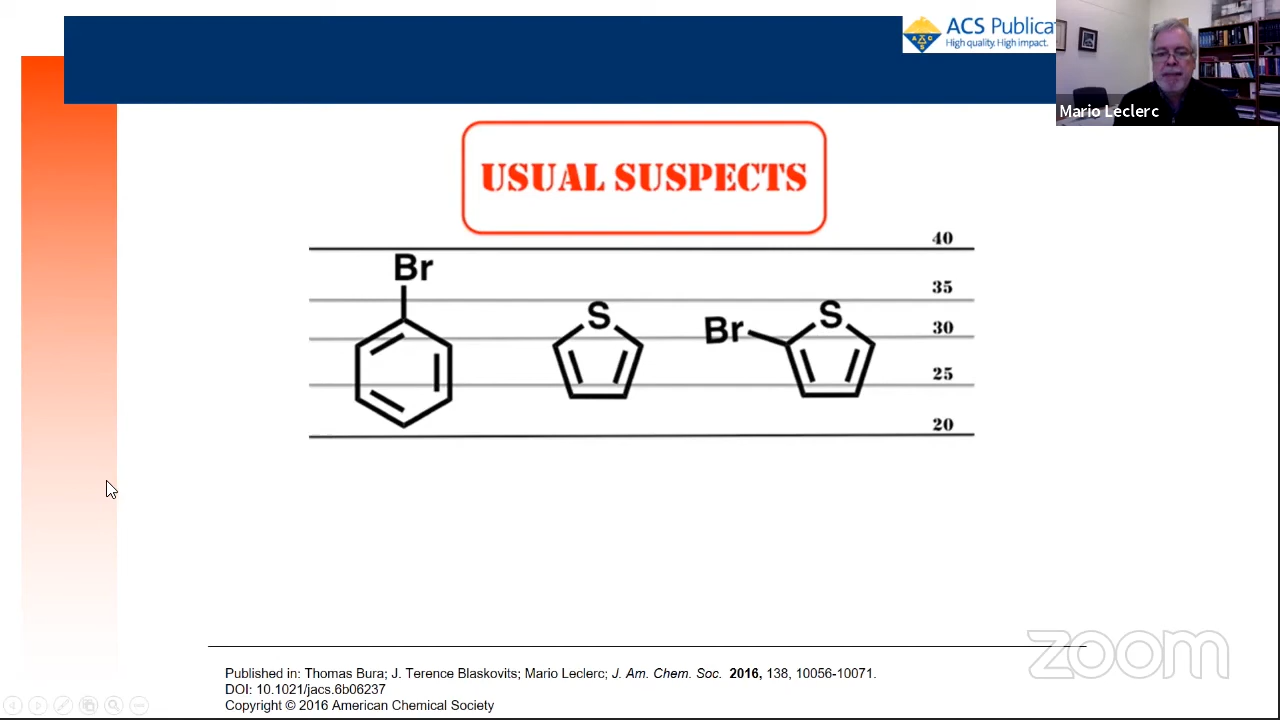 ACS Publica
High quality. High impact.
Mario Leclerc
USUAL SUSPECTS
40
35
30
25
20
Br
S
Br
S
zoom
Published in: Thomas Bura; J. Terence Blaskovits; Mario Leclerc; J. Am. Chem. Soc. 2016, 138, 10056-10071.
DOI: 10.1021/jacs.6b06237
Copyright © 2016 American Chemical Society